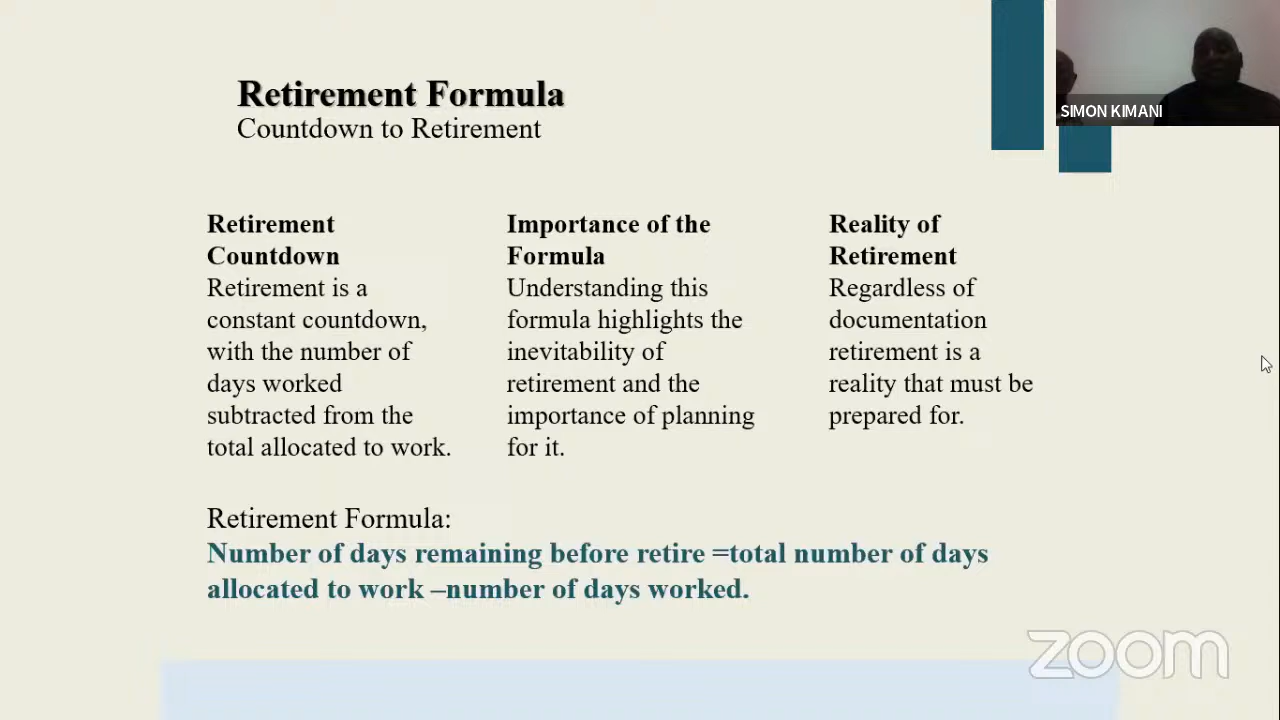 Retirement Formula
Countdown to Retirement
SIMON KIMANI
Retirement
Countdown
Retirement is a
constant countdown,
with the number of
days worked
subtracted from the
total allocated to work.
Importance of the
Formula
Understanding this
formula highlights the
inevitability of
retirement and the
importance of planning
for it.
Reality of
Retirement
Regardless of
documentation
retirement is a
reality that must be
prepared for.
Retirement Formula:
Number of days remaining before retire =total number of days
allocated to work –number of days worked.
zoom